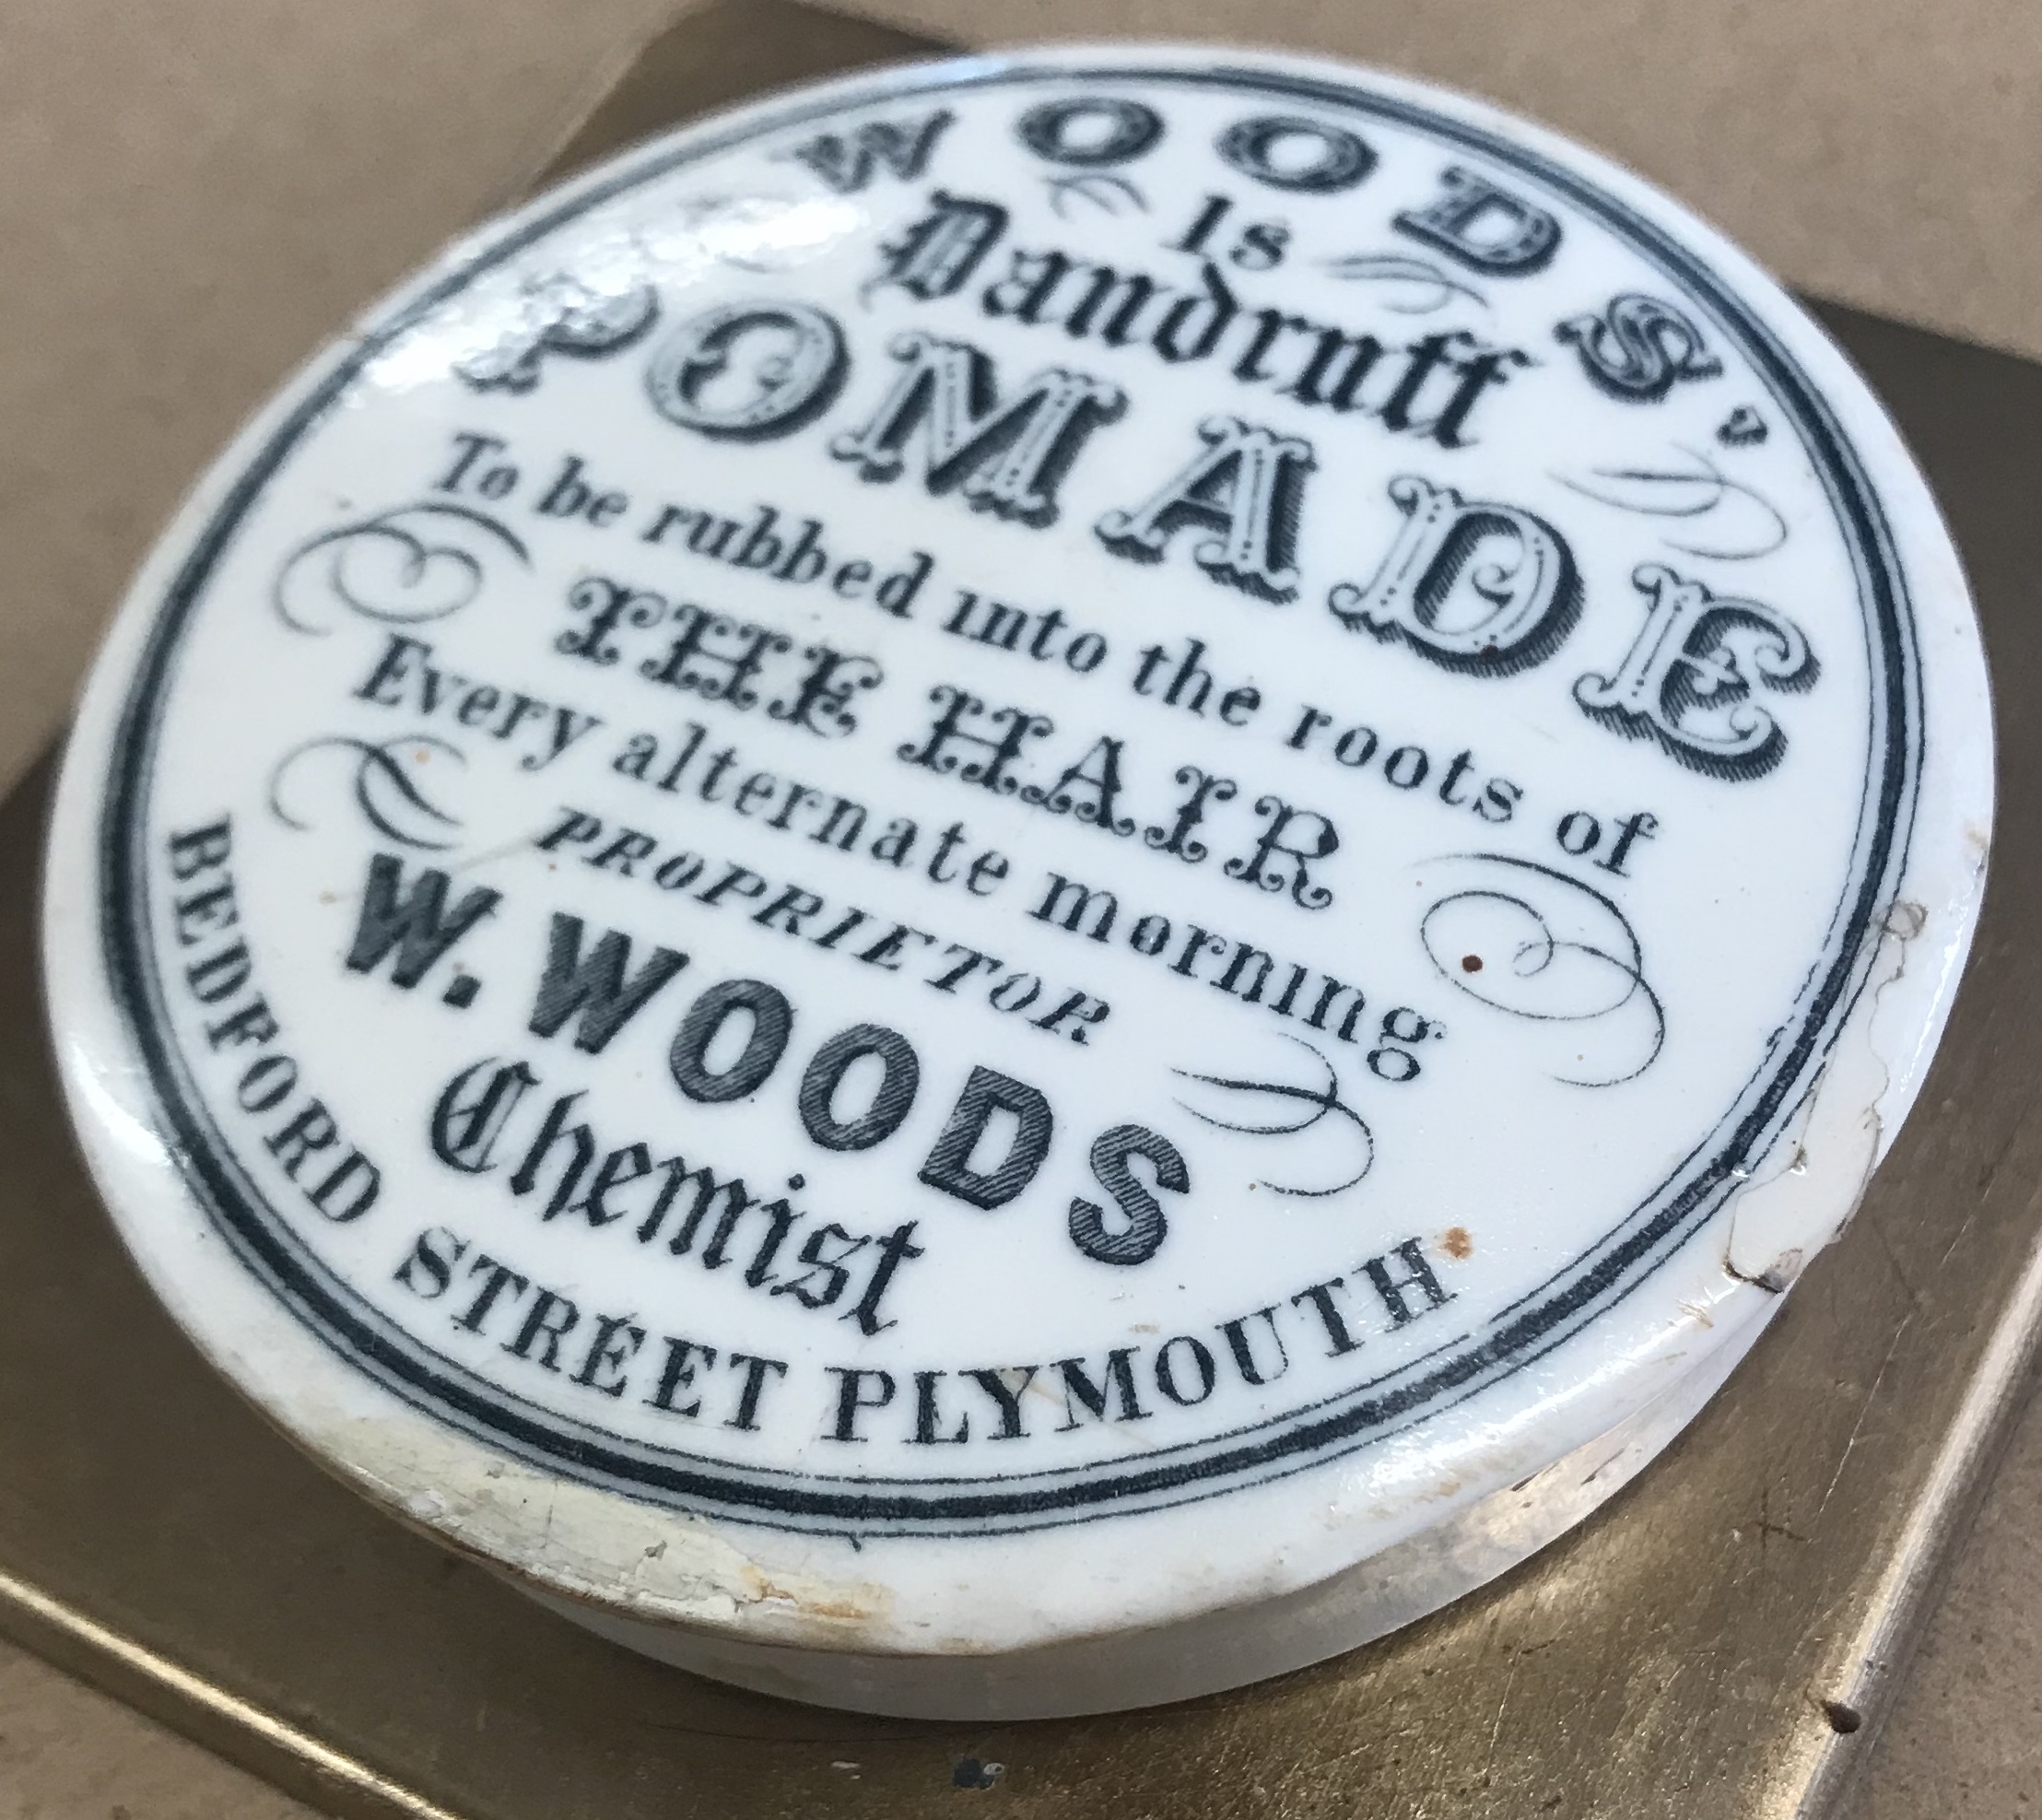 WOODS'
1s
Dandruff
POMADE
To be rubbed into the roots of
THE HAIR
Every alternate morning
PROPRIETOR
W. WOODS
Chemist
BEDFORD STREET PLYMOUTH